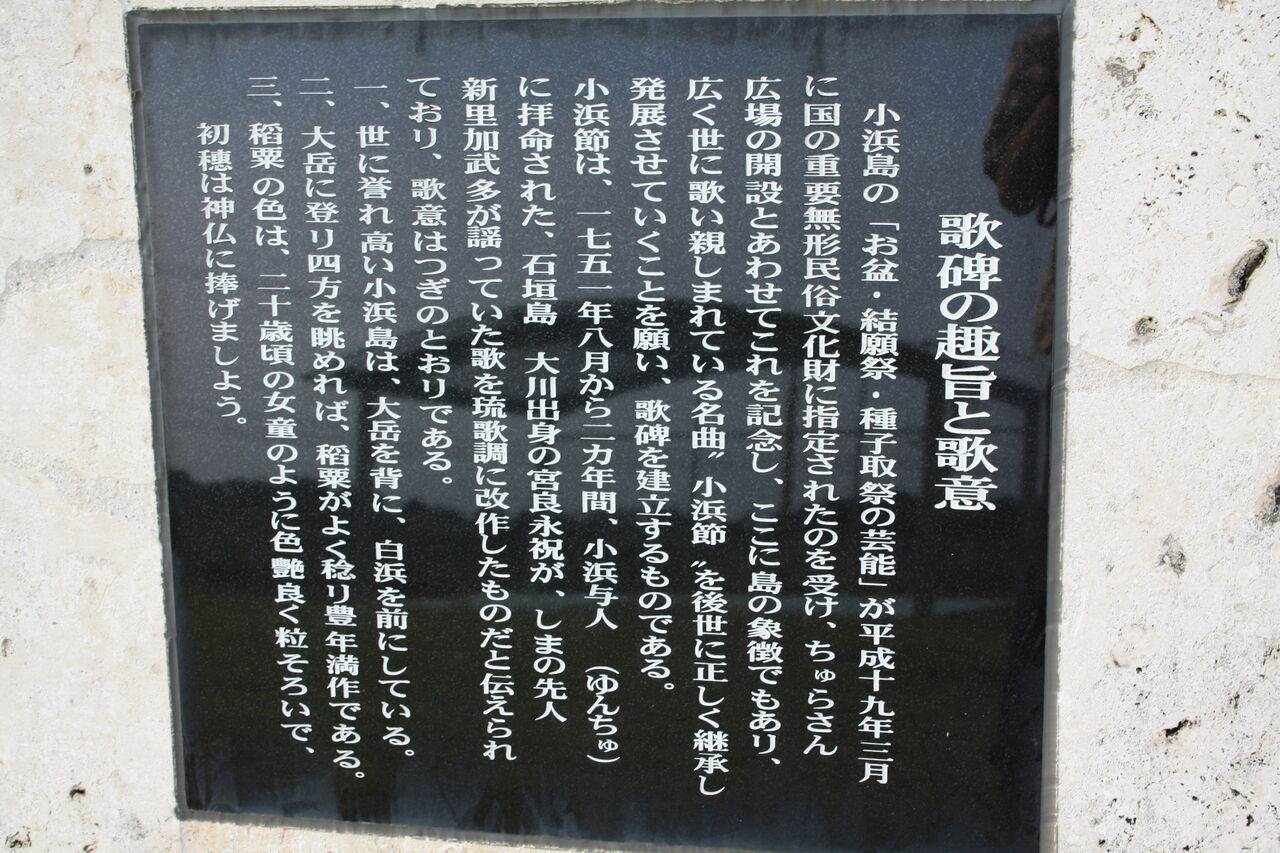 歌碑の趣旨と歌意
小浜島の「お盆・結願祭・種子取祭の芸能」が平成十九年三月
に国の重要無形民俗文化財に指定されたのを受け、ちゅらさん
広場の開設とあわせてこれを記念し、ここに島の象徴でもあり、
広く世に歌い親しまれている名曲〝小浜節〟を後世に正しく継承し
発展させていくことを願い、歌碑を建立するものである。
小浜節は、一七五一年八月から二カ年間、小浜与人（ゆんちゅ）
に拝命された、石垣島　大川出身の宮良永祝が、しまの先人
新里加武多が謡っていた歌を琉歌調に改作したものだと伝えられ
ており、歌意はつぎのとおりである。
一、世に誉れ高い小浜島は、大岳を背に、白浜を前にしている。
二、大岳に登り四方を眺めれば、稲粟がよく稔り豊年満作である。
三、稲粟の色は、二十歳頃の女童のように色艶良く粒そろいで、
初穂は神仏に捧げましよう。